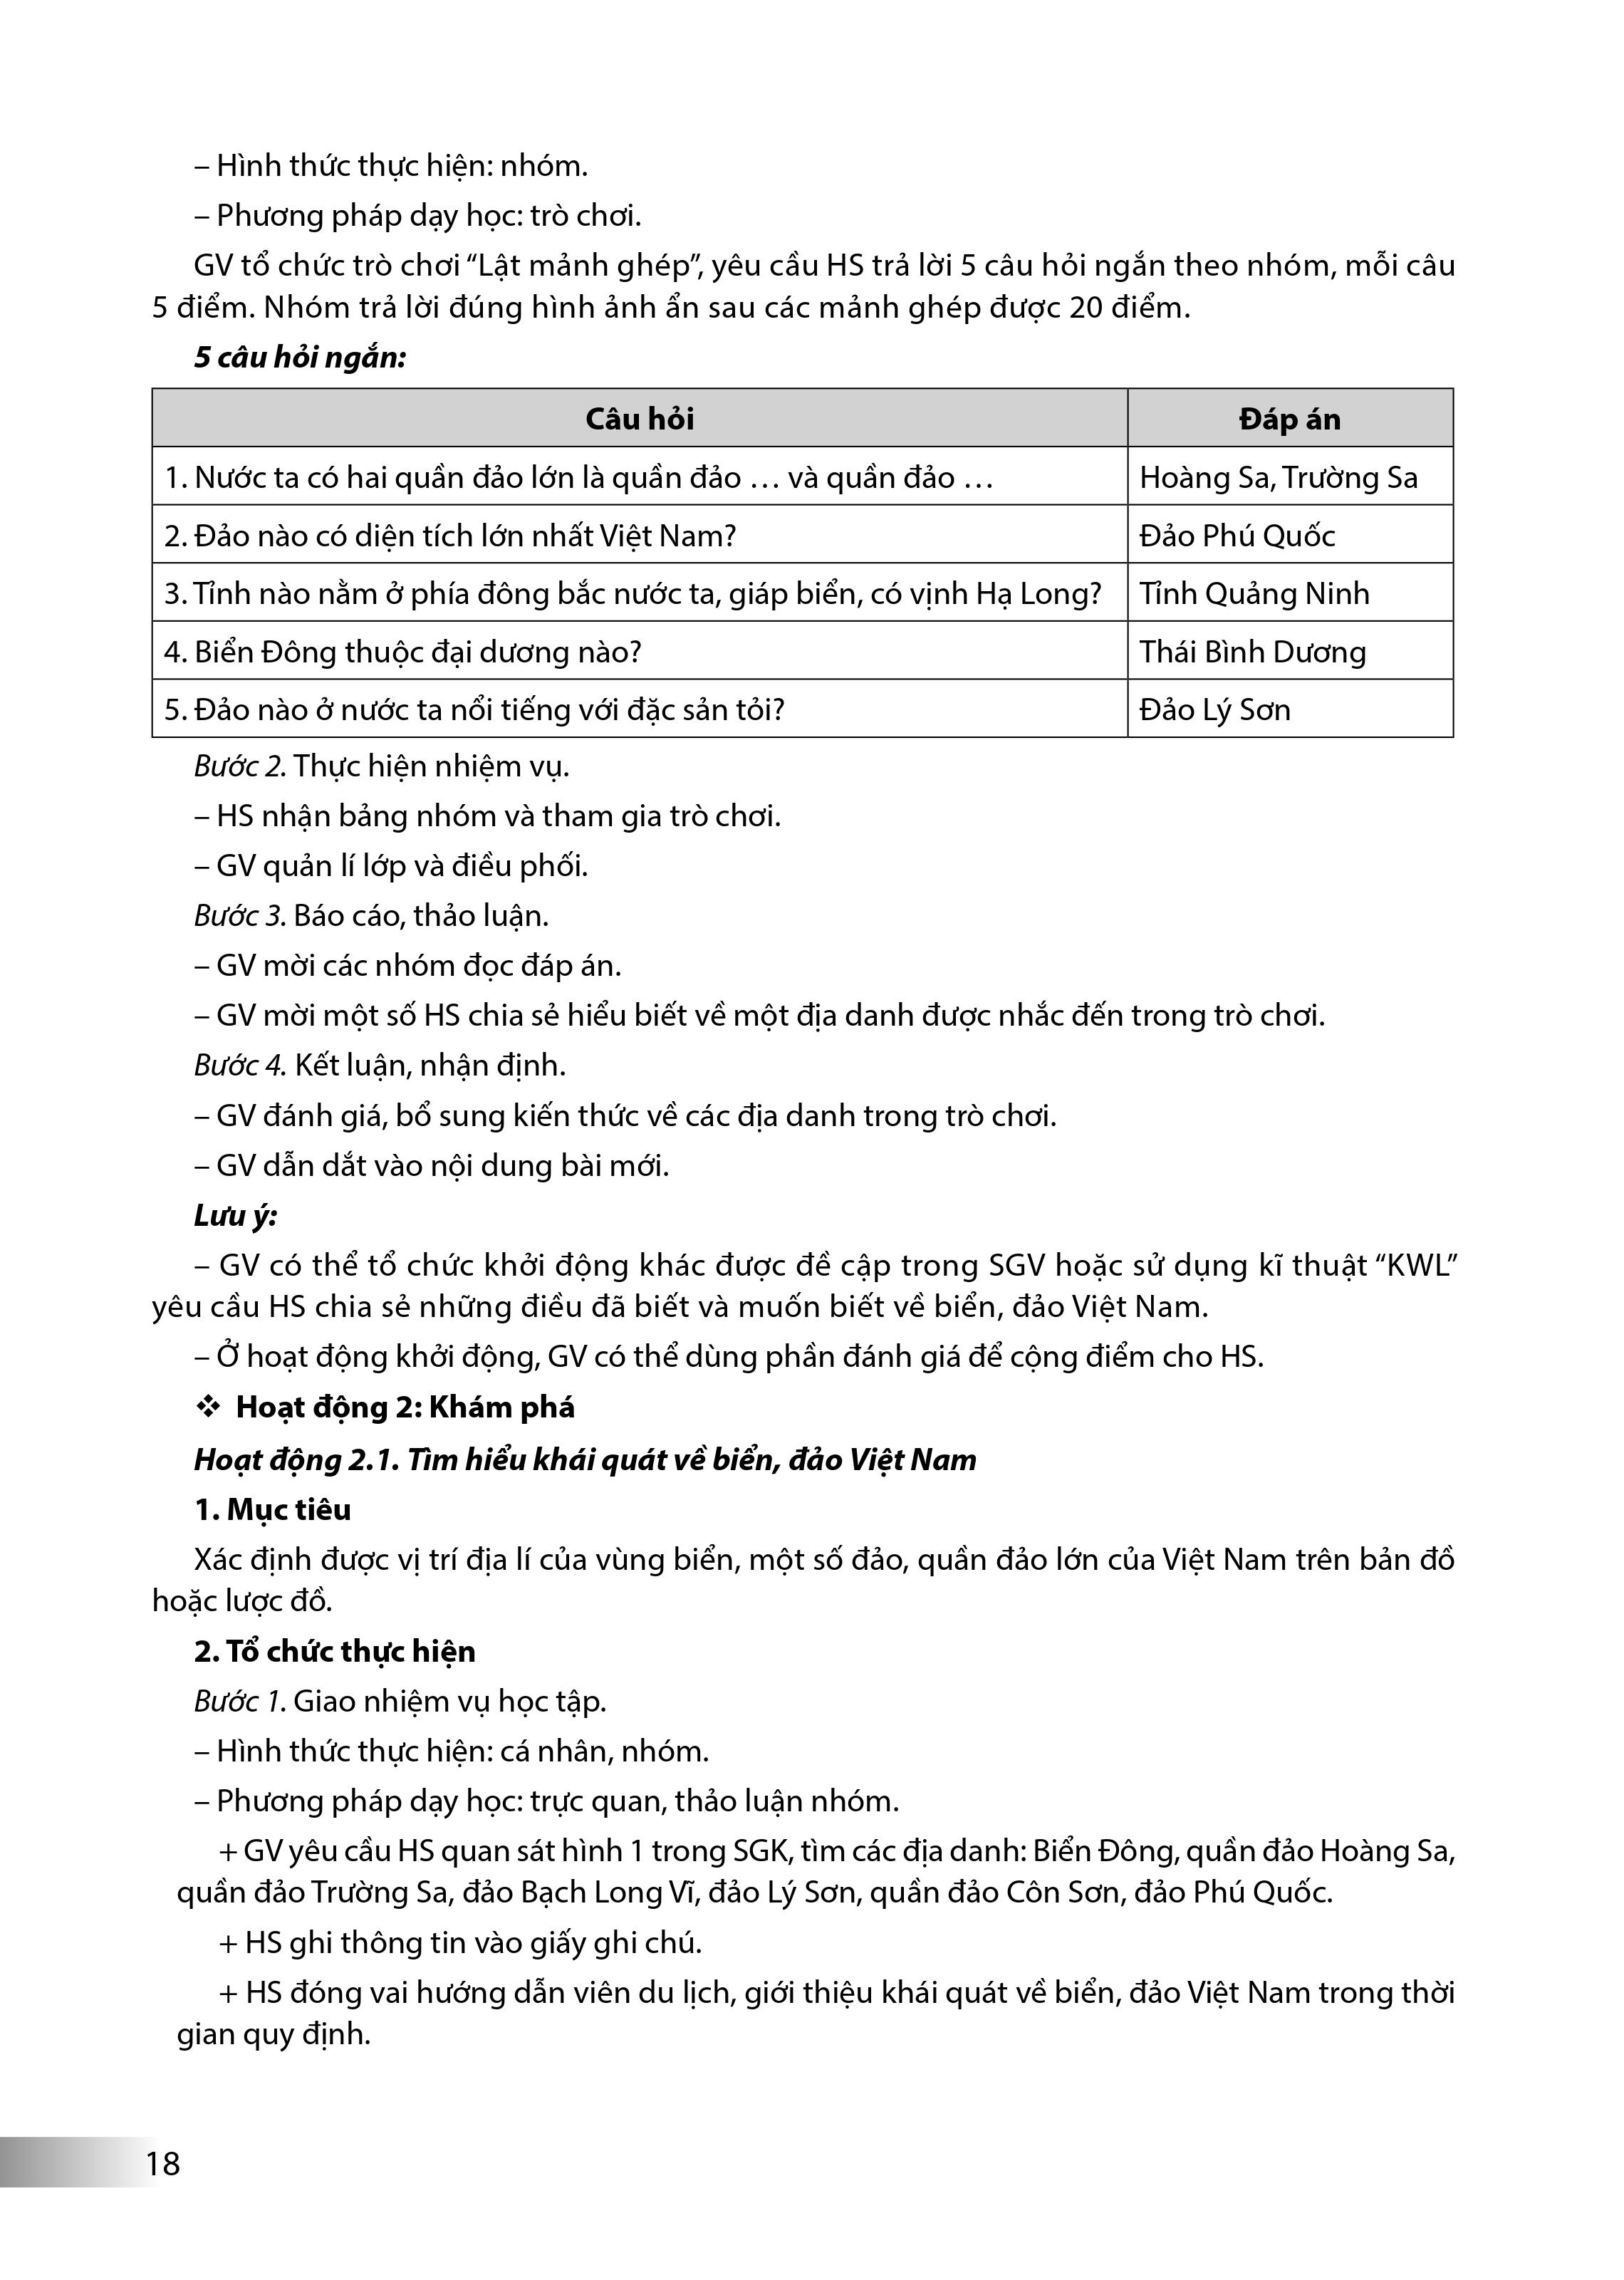 – Hình thức thực hiện: nhóm.
– Phương pháp dạy học: trò chơi.
GV tổ chức trò chơi “Lật mảnh ghép”, yêu cầu HS trả lời 5 câu hỏi ngắn theo nhóm, mỗi câu
5 điểm. Nhóm trả lời đúng hình ảnh ẩn sau các mảnh ghép được 20 điểm.
5 câu hỏi ngắn:
Câu hỏi Đáp án
1. Nước ta có hai quần đảo lớn là quần đảo … và quần đảo … Hoàng Sa, Trường Sa
2. Đảo nào có diện tích lớn nhất Việt Nam? Đảo Phú Quốc
3. Tỉnh nào nằm ở phía đông bắc nước ta, giáp biển, có vịnh Hạ Long? Tỉnh Quảng Ninh
4. Biển Đông thuộc đại dương nào? Thái Bình Dương
5. Đảo nào ở nước ta nổi tiếng với đặc sản tỏi? Đảo Lý Sơn
Bước 2. Thực hiện nhiệm vụ.
– HS nhận bảng nhóm và tham gia trò chơi.
– GV quản lí lớp và điều phối.
Bước 3. Báo cáo, thảo luận.
– GV mời các nhóm đọc đáp án.
– GV mời một số HS chia sẻ hiểu biết về một địa danh được nhắc đến trong trò chơi.
Bước 4. Kết luận, nhận định.
– GV đánh giá, bổ sung kiến thức về các địa danh trong trò chơi.
– GV dẫn dắt vào nội dung bài mới.
Lưu ý:
– GV có thể tổ chức khởi động khác được đề cập trong SGV hoặc sử dụng kĩ thuật “KWL”
yêu cầu HS chia sẻ những điều đã biết và muốn biết về biển, đảo Việt Nam.
– Ở hoạt động khởi động, GV có thể dùng phần đánh giá để cộng điểm cho HS.
❖ Hoạt động 2: Khám phá
Hoạt động 2.1. Tìm hiểu khái quát về biển, đảo Việt Nam
1. Mục tiêu
Xác định được vị trí địa lí của vùng biển, một số đảo, quần đảo lớn của Việt Nam trên bản đồ
hoặc lược đồ.
2. Tổ chức thực hiện
Bước 1. Giao nhiệm vụ học tập.
– Hình thức thực hiện: cá nhân, nhóm.
– Phương pháp dạy học: trực quan, thảo luận nhóm.
+ GV yêu cầu HS quan sát hình 1 trong SGK, tìm các địa danh: Biển Đông, quần đảo Hoàng Sa,
quần đảo Trường Sa, đảo Bạch Long Vĩ, đảo Lý Sơn, quần đảo Côn Sơn, đảo Phú Quốc.
+ HS ghi thông tin vào giấy ghi chú.
+ HS đóng vai hướng dẫn viên du lịch, giới thiệu khái quát về biển, đảo Việt Nam trong thời
gian quy định.
18